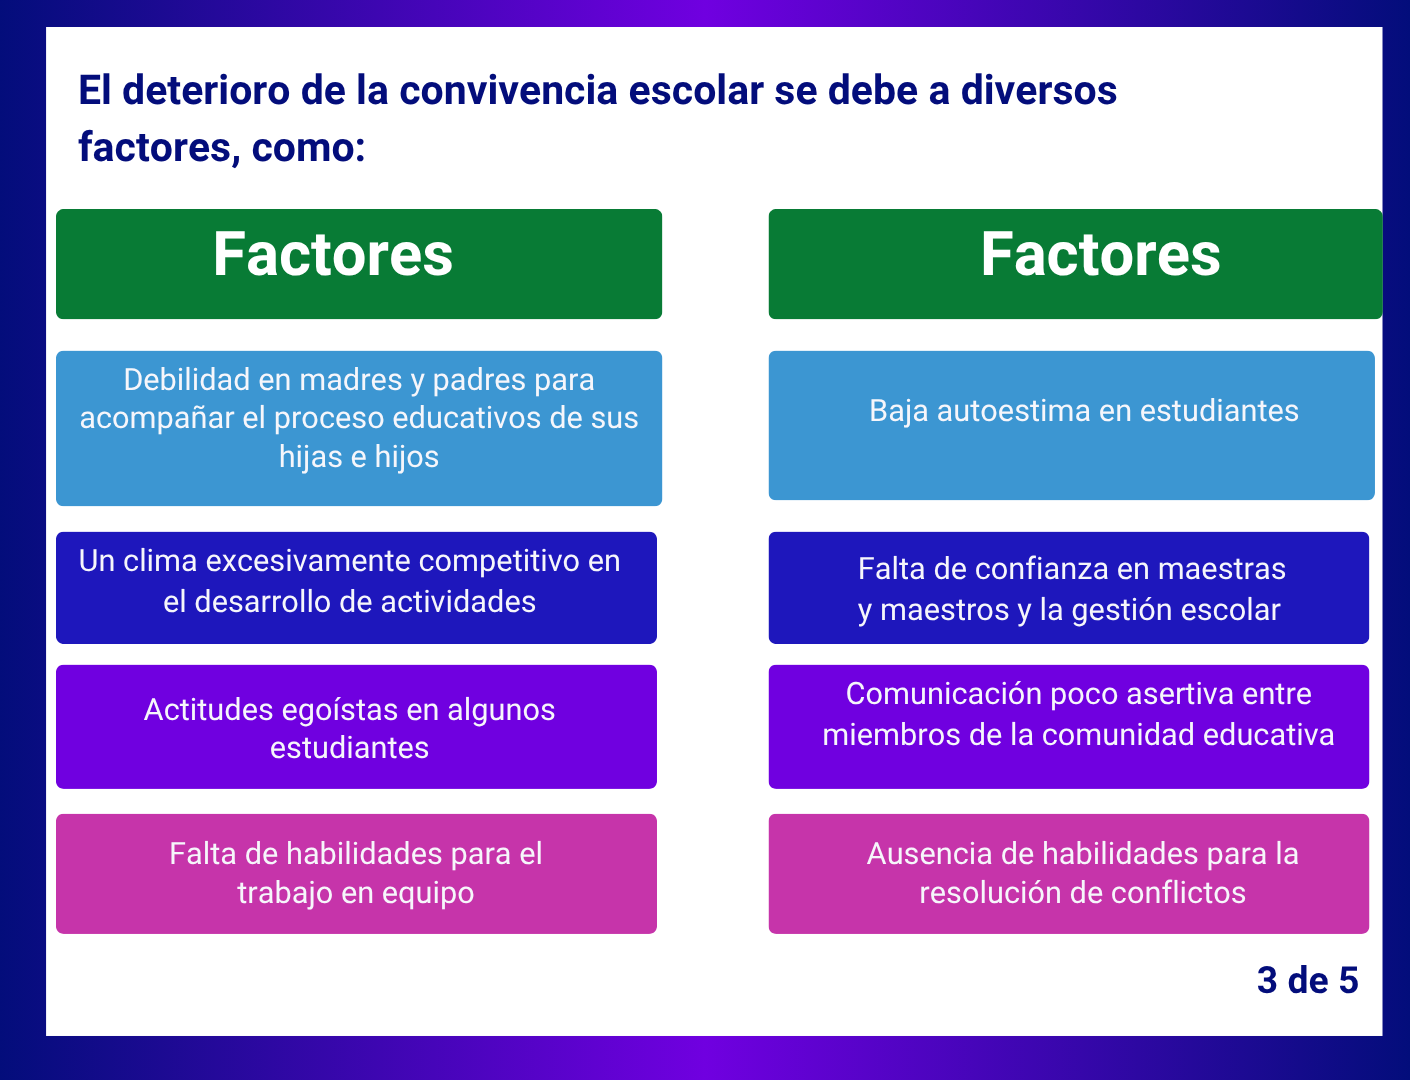 El deterioro de la convivencia escolar se debe a diversos
factores, como:
Factores
Debilidad en madres y padres para
acompañar el proceso educativos de sus
hijas e hijos
Un clima excesivamente competitivo en
el desarrollo de actividades
Actitudes egoístas en algunos
estudiantes
Falta de habilidades para el
trabajo en equipo
Factores
Baja autoestima en estudiantes
Falta de confianza en maestras
y maestros y la gestión escolar
Comunicación poco asertiva entre
miembros de la comunidad educativa
Ausencia de habilidades para la
resolución de conflictos
3 de 5